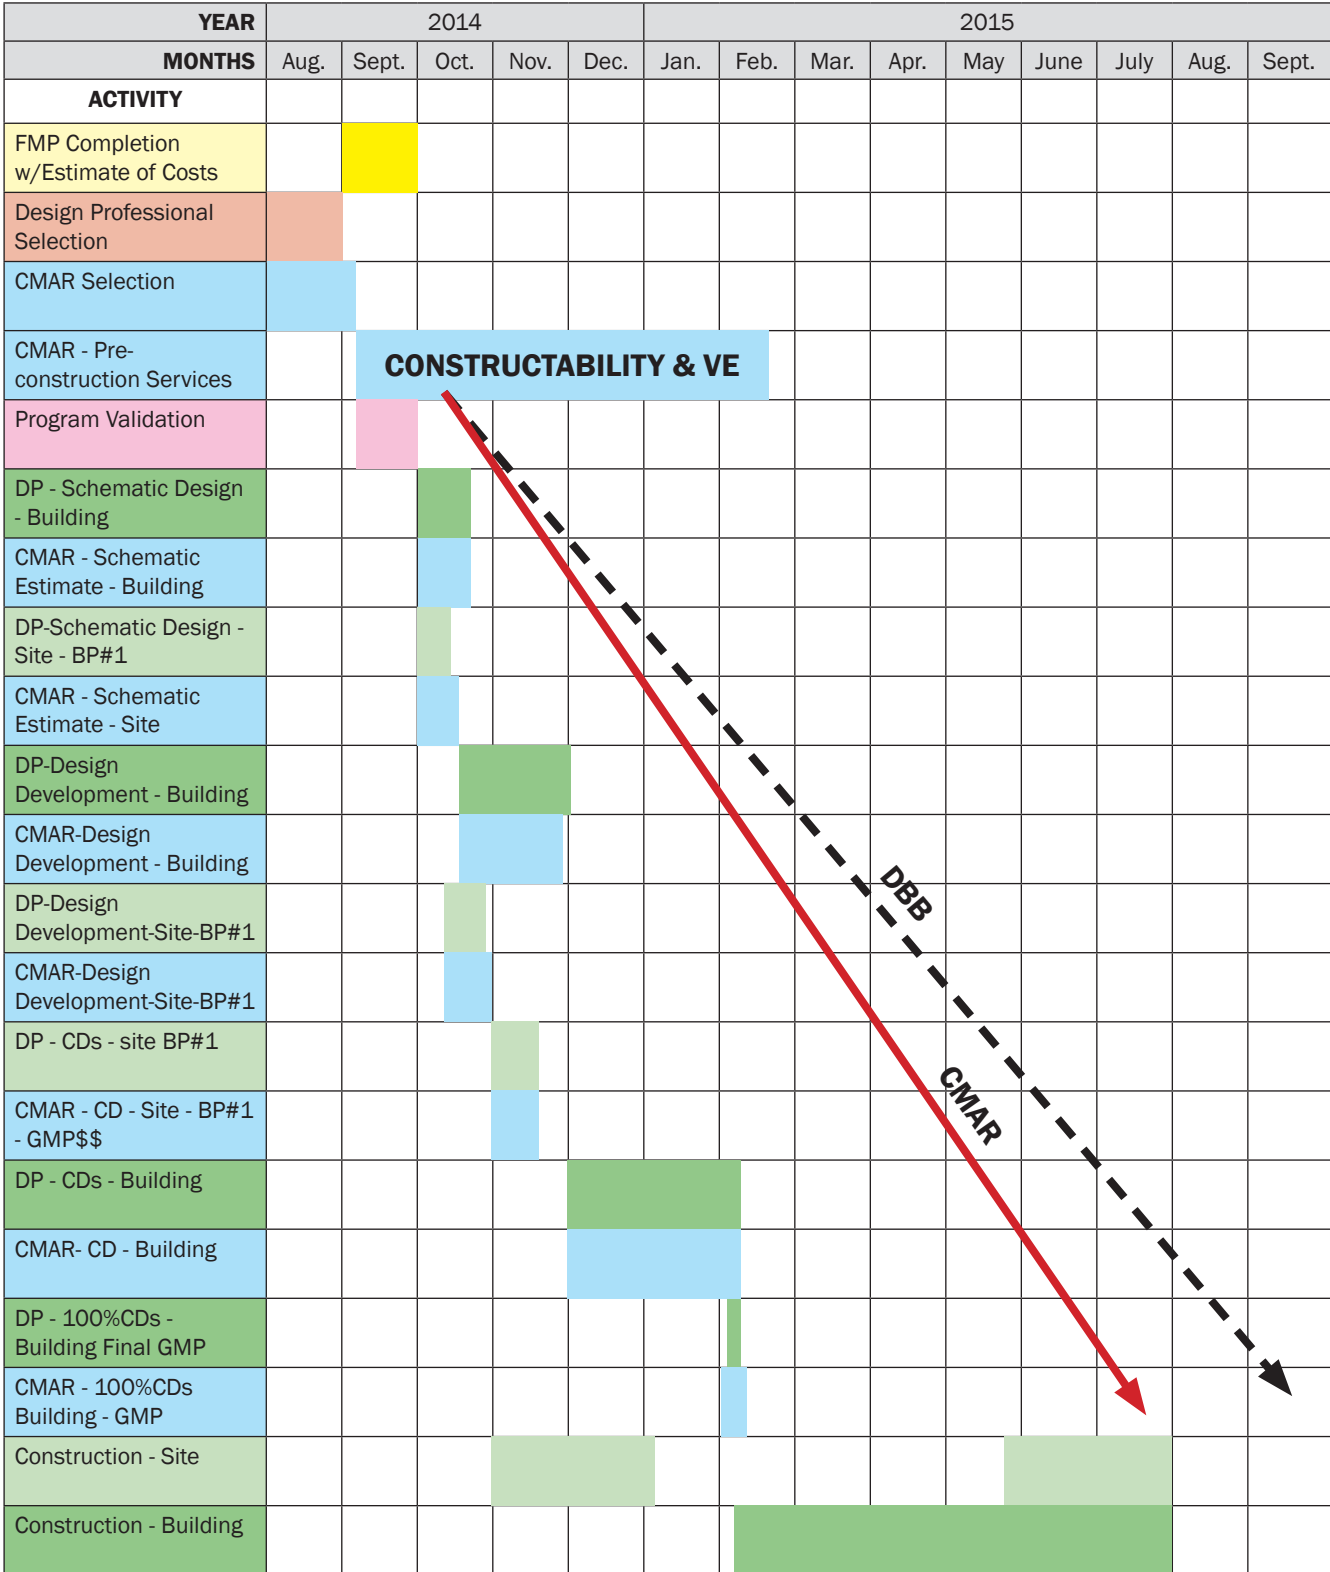 YEAR 2014 2015
MONTHS Aug. Sept. Oct. Nov. Dec. Jan. Feb. Mar. Apr. May June July Aug. Sept.
ACTIVITY
FMP Completion
w/Estimate of Costs
Design Professional
Selection
CMAR Selection
CMAR - Pre-
construction Services
CONSTRUCTABILITY & VE
Program Validation
DP - Schematic Design
- Building
CMAR - Schematic
Estimate - Building
DP-Schematic Design -
Site - BP#1
CMAR - Schematic
Estimate - Site
DP-Design
Development - Building
CMAR-Design
Development - Building
DBB
DP-Design
Development-Site-BP#1
CMAR-Design
Development-Site-BP#1
DP - CDs - site BP#1
CMAR
CMAR - CD - Site - BP#1
- GMP$$
DP - CDs - Building
CMAR- CD - Building
DP - 100%CDs -
Building Final GMP
CMAR - 100%CDs
Building - GMP
Construction - Site
Construction - Building